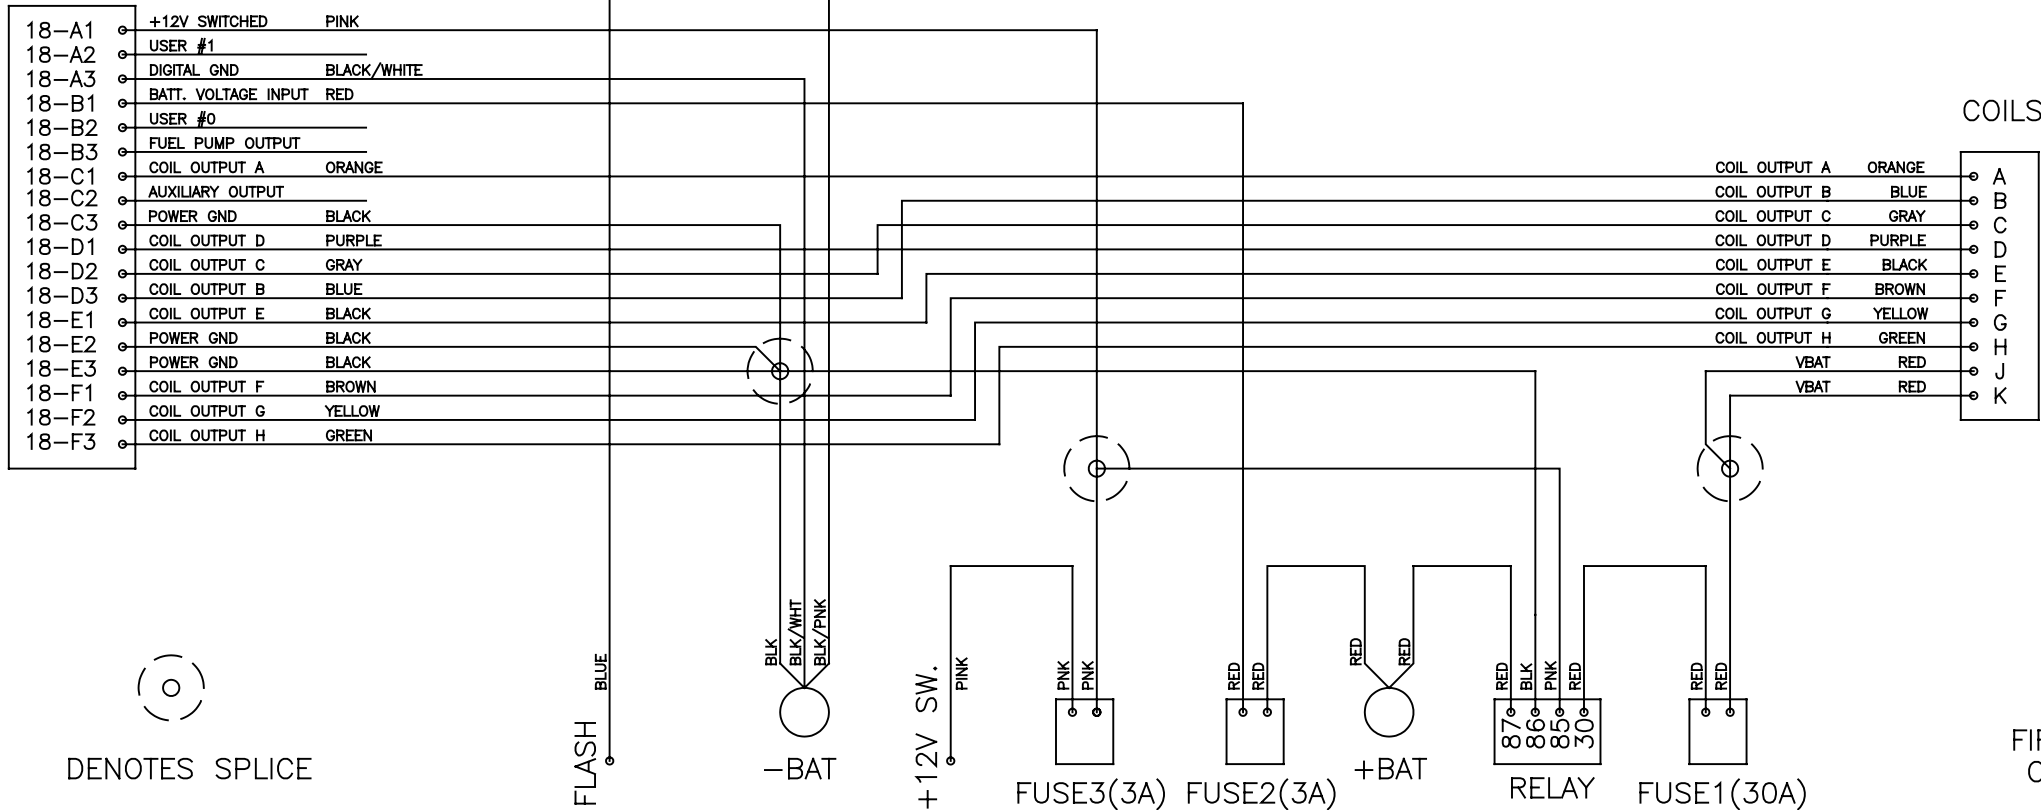 18-A1 +12V SWITCHED PINK
18-A2 USER #1
18-A3 DIGITAL GND BLACK/WHITE
18-B1 BATT. VOLTAGE INPUT RED
18-B2 USER #0
18-B3 FUEL PUMP OUTPUT
18-C1 COIL OUTPUT A ORANGE
18-C2 AUXILIARY OUTPUT
18-C3 POWER GND BLACK
18-D1 COIL OUTPUT D PURPLE
18-D2 COIL OUTPUT C GRAY
18-D3 COIL OUTPUT B BLUE
18-E1 COIL OUTPUT E BLACK
18-E2 POWER GND BLACK
18-E3 POWER GND BLACK
18-F1 COIL OUTPUT F BROWN
18-F2 COIL OUTPUT G YELLOW
18-F3 COIL OUTPUT H GREEN
COILS
COIL OUTPUT A ORANGE A
COIL OUTPUT B BLUE B
COIL OUTPUT C GRAY C
COIL OUTPUT D PURPLE D
COIL OUTPUT E BLACK E
COIL OUTPUT F BROWN F
COIL OUTPUT G YELLOW G
COIL OUTPUT H GREEN H
VBAT RED J
VBAT RED K
DENOTES SPLICE
BLUE
FLASH
BLK
BLK/WHT
BLK/PNK
-BAT
PINK
+12V SW.
PNK
PNK
FUSE3(3A)
RED
RED
FUSE2(3A)
RED
RED
+BAT
RED
BLK
PNK
RED
87
86
85
30
RELAY
RED
RED
FUSE1(30A)